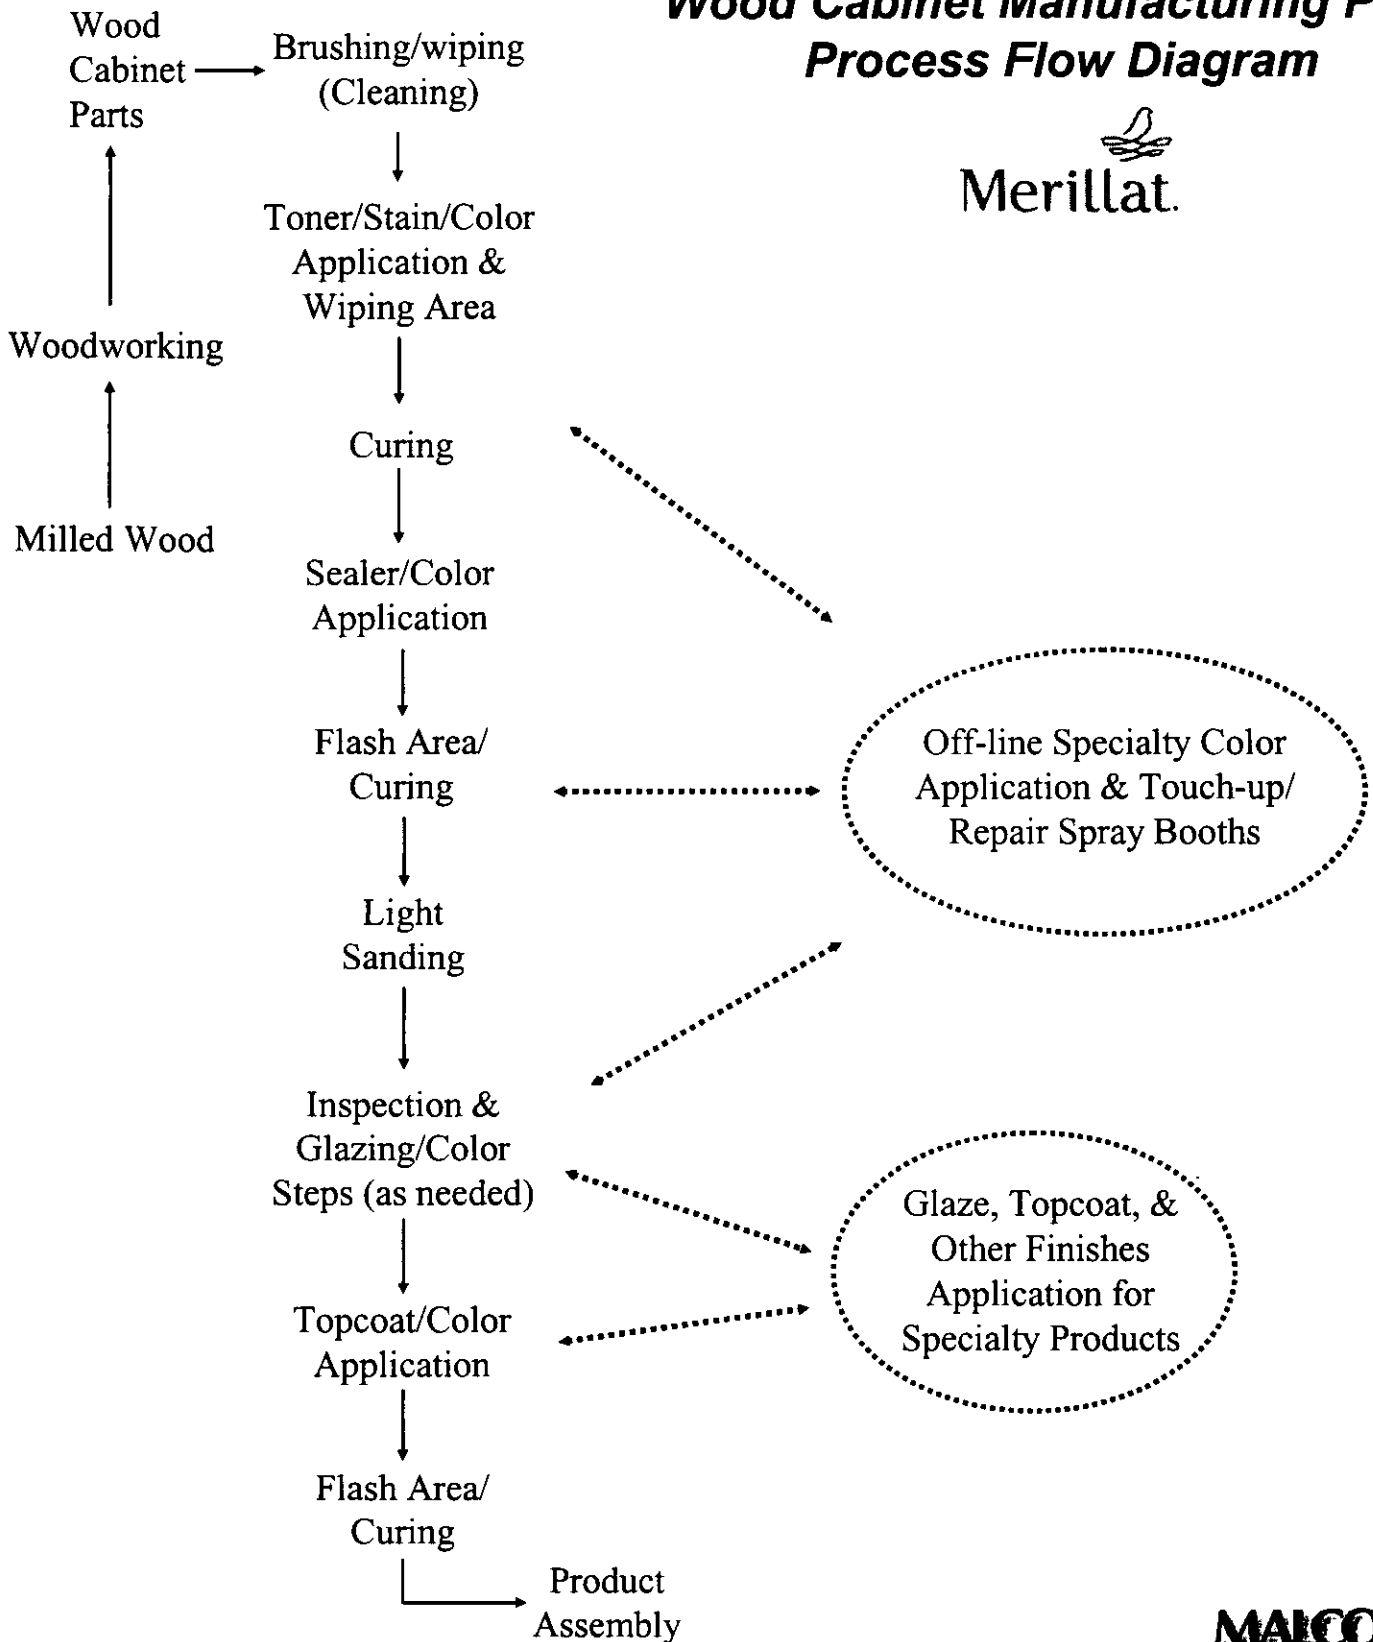 Wood Cabinet Manufacturing
Process Flow Diagram
Merillat.
Wood
Cabinet
Parts
Brushing/wiping
(Cleaning)
Toner/Stain/Color
Application &
Wiping Area
Woodworking
Curing
Milled Wood
Sealer/Color
Application
Flash Area/
Curing
Off-line Specialty Color
Application & Touch-up/
Repair Spray Booths
Light
Sanding
Inspection &
Glazing/Color
Steps (as needed)
Glaze, Topcoat, &
Other Finishes
Application for
Specialty Products
Topcoat/Color
Application
Flash Area/
Curing
Product
Assembly